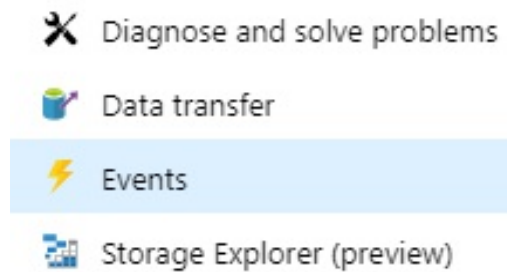 Diagnose and solve problems
Data transfer
Events
Storage Explorer (preview)